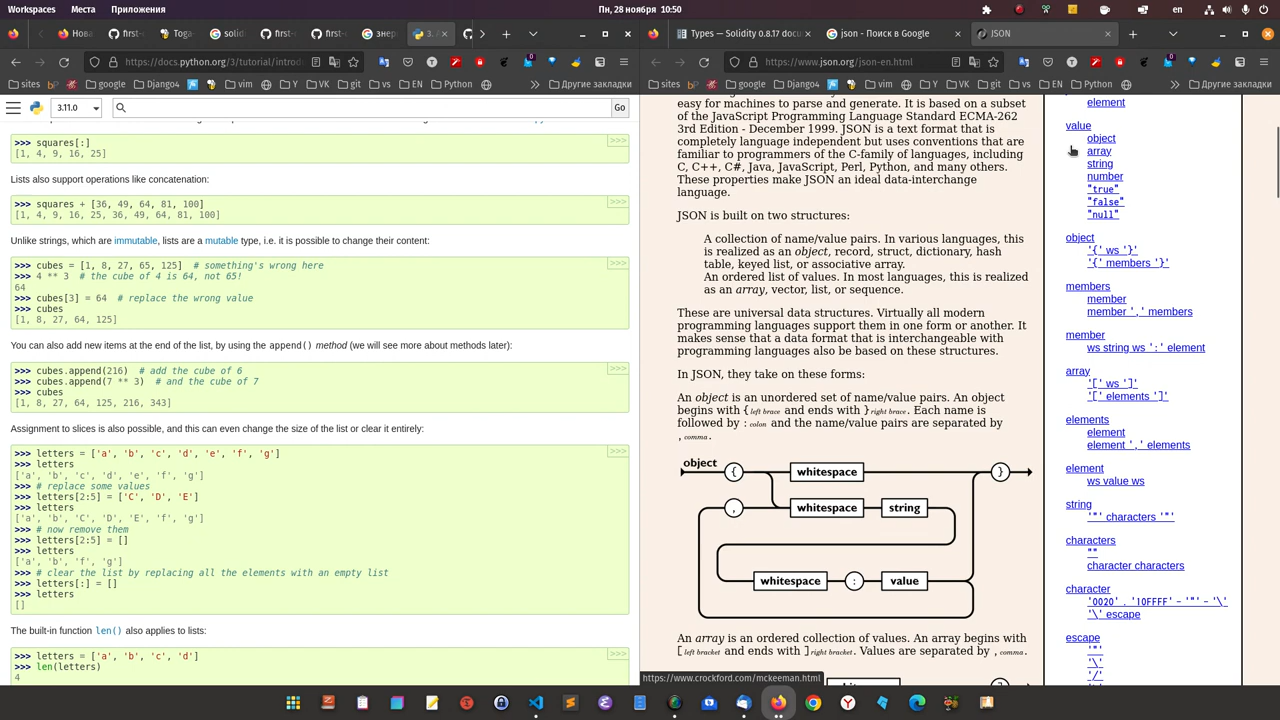 Workspaces Места Приложения Пн, 28 ноября 10:50 en
Нова first- Toga solidi first- first- энер 3. A
https://docs.python.org/3/tutorial/introd
algo google Django4 V git Другие закладки
3.11.0 Go
>>> squares[:]
[1, 4, 9, 16, 25]
>>>
Lists also support operations like concatenation:
>>> squares + [36, 49, 64, 81, 100]
[1, 4, 9, 16, 25, 36, 49, 64, 81, 100]
>>>
Unlike strings, which are immutable, lists are a mutable type, i.e. it is possible to change their content:
>>> cubes = [1, 8, 27, 65, 125]  # something's wrong here
>>> 4 ** 3  # the cube of 4 is 64, not 65!
64
>>> cubes[3] = 64  # replace the wrong value
>>> cubes
[1, 8, 27, 64, 125]
>>>
You can also add new items at the end of the list, by using the append() method (we will see more about methods later):
>>> cubes.append(216)  # add the cube of 6
>>> cubes.append(7 ** 3)  # and the cube of 7
>>> cubes
[1, 8, 27, 64, 125, 216, 343]
>>>
Assignment to slices is also possible, and this can even change the size of the list or clear it entirely:
>>> letters = ['a', 'b', 'c', 'd', 'e', 'f', 'g']
>>> letters
['a', 'b', 'c', 'd', 'e', 'f', 'g']
>>> # replace some values
>>> letters[2:5] = ['C', 'D', 'E']
>>> letters
['a', 'b', 'C', 'D', 'E', 'f', 'g']
>>> # now remove them
>>> letters[2:5] = []
>>> letters
['a', 'b', 'f', 'g']
>>> # clear the list by replacing all the elements with an empty list
>>> letters[:] = []
>>> letters
[]
>>>
The built-in function len() also applies to lists:
>>> letters = ['a', 'b', 'c', 'd']
>>> len(letters)
4
>>>
Types — Solidity 0.8.17 docu json - Поиск в Google JSON
https://www.json.org/json-en.html
algo google Django4 W Y V git Другие закладки
easy for machines to parse and generate. It is based on a subset
of the JavaScript Programming Language Standard ECMA-262
3rd Edition - December 1999. JSON is a text format that is
completely language independent but uses conventions that are
familiar to programmers of the C-family of languages, including
C, C++, C#, Java, JavaScript, Perl, Python, and many others.
These properties make JSON an ideal data-interchange
language.
JSON is built on two structures:
A collection of name/value pairs. In various languages, this
is realized as an object, record, struct, dictionary, hash
table, keyed list, or associative array.
An ordered list of values. In most languages, this is realized
as an array, vector, list, or sequence.
These are universal data structures. Virtually all modern
programming languages support them in one form or another. It
makes sense that a data format that is interchangeable with
programming languages also be based on these structures.
In JSON, they take on these forms:
An object is an unordered set of name/value pairs. An object
begins with { left brace and ends with } right brace. Each name is
followed by : colon and the name/value pairs are separated by
, comma.
object { whitespace }
, whitespace string
whitespace : value
An array is an ordered collection of values. An array begins with
[ left bracket and ends with ] right bracket. Values are separated by , comma.
https://www.crockford.com/mckeeman.html
element
value
object
array
string
number
"true"
"false"
"null"
object
'{' ws '}'
'{' members '}'
members
member
member ',' members
member
ws string ws ':' element
array
'[' ws ']'
'[' elements ']'
elements
element
element ',' elements
element
ws value ws
string
'"' characters '"'
characters
""
character characters
character
'0020' . '10FFFF' - '"' - '\'
'\' escape
escape
'"'
'\'
'/'